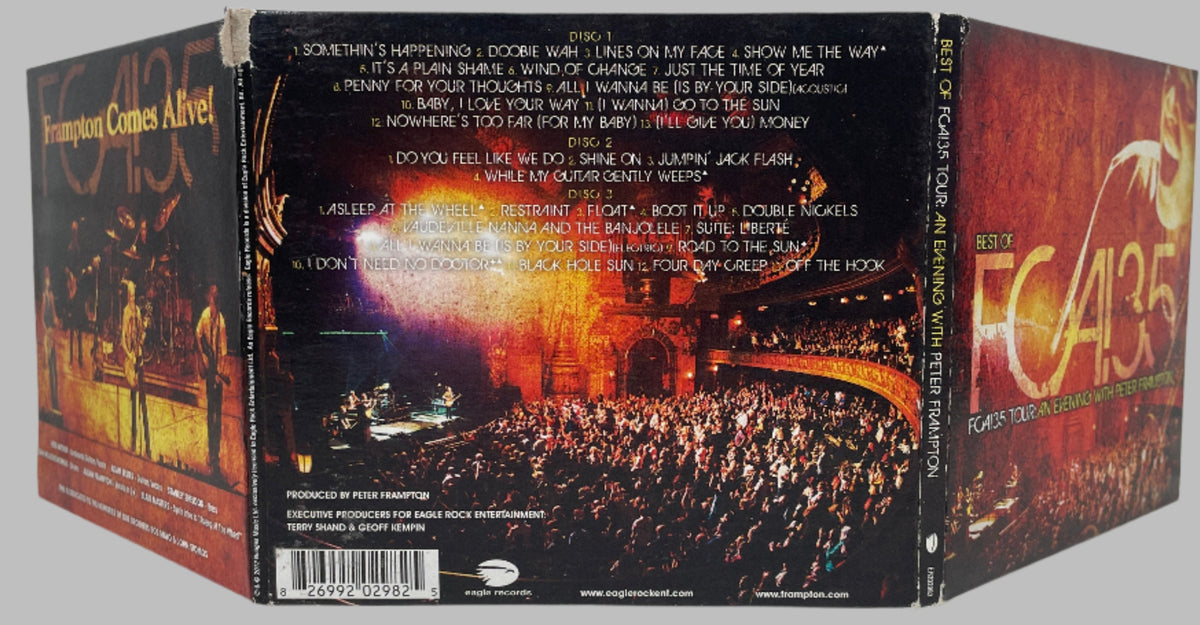 FCA!35
Frampton Comes Alive!
DISC 1
1. SOMETHIN'S HAPPENING 2. DOOBIE WAH 3. LINES ON MY FACE 4. SHOW ME THE WAY*
5. IT'S A PLAIN SHAME 6. WIND OF CHANGE 7. JUST THE TIME OF YEAR
8. PENNY FOR YOUR THOUGHTS 9. ALL I WANNA BE (IS BY YOUR SIDE) (ACOUSTIC)
10. BABY, I LOVE YOUR WAY 11. (I WANNA) GO TO THE SUN
12. NOWHERE'S TOO FAR (FOR MY BABY) 13. (I'LL GIVE YOU) MONEY
DISC 2
1. DO YOU FEEL LIKE WE DO 2. SHINE ON 3. JUMPIN' JACK FLASH
4. WHILE MY GUITAR GENTLY WEEPS*
DISC 3
1. ASLEEP AT THE WHEEL* 2. RESTRAINT 3. FLOAT* 4. BOOT IT UP 5. DOUBLE NICKELS
VAUDEVILLE NANNA AND THE BANJOLELE 7. SUITE: LIBERTÉ
ALL I WANNA BE (IS BY YOUR SIDE) (ELECTRIC) 9. ROAD TO THE SUN*
10. I DON'T NEED NO DOCTOR** BLACK HOLE SUN 12. FOUR DAY CREEP OFF THE HOOK
PRODUCED BY PETER FRAMPTON
EXECUTIVE PRODUCERS FOR EAGLE ROCK ENTERTAINMENT:
TERRY SHAND & GEOFF KEMPIN
8 26992 02982 5
eagle records
www.eaglerockent.com
www.frampton.com
BEST OF FCA!35 TOUR: AN EVENING WITH PETER FRAMPTON
BEST OF
FCA!35
FCA!35 TOUR: AN EVENING WITH PETER FRAMPTON